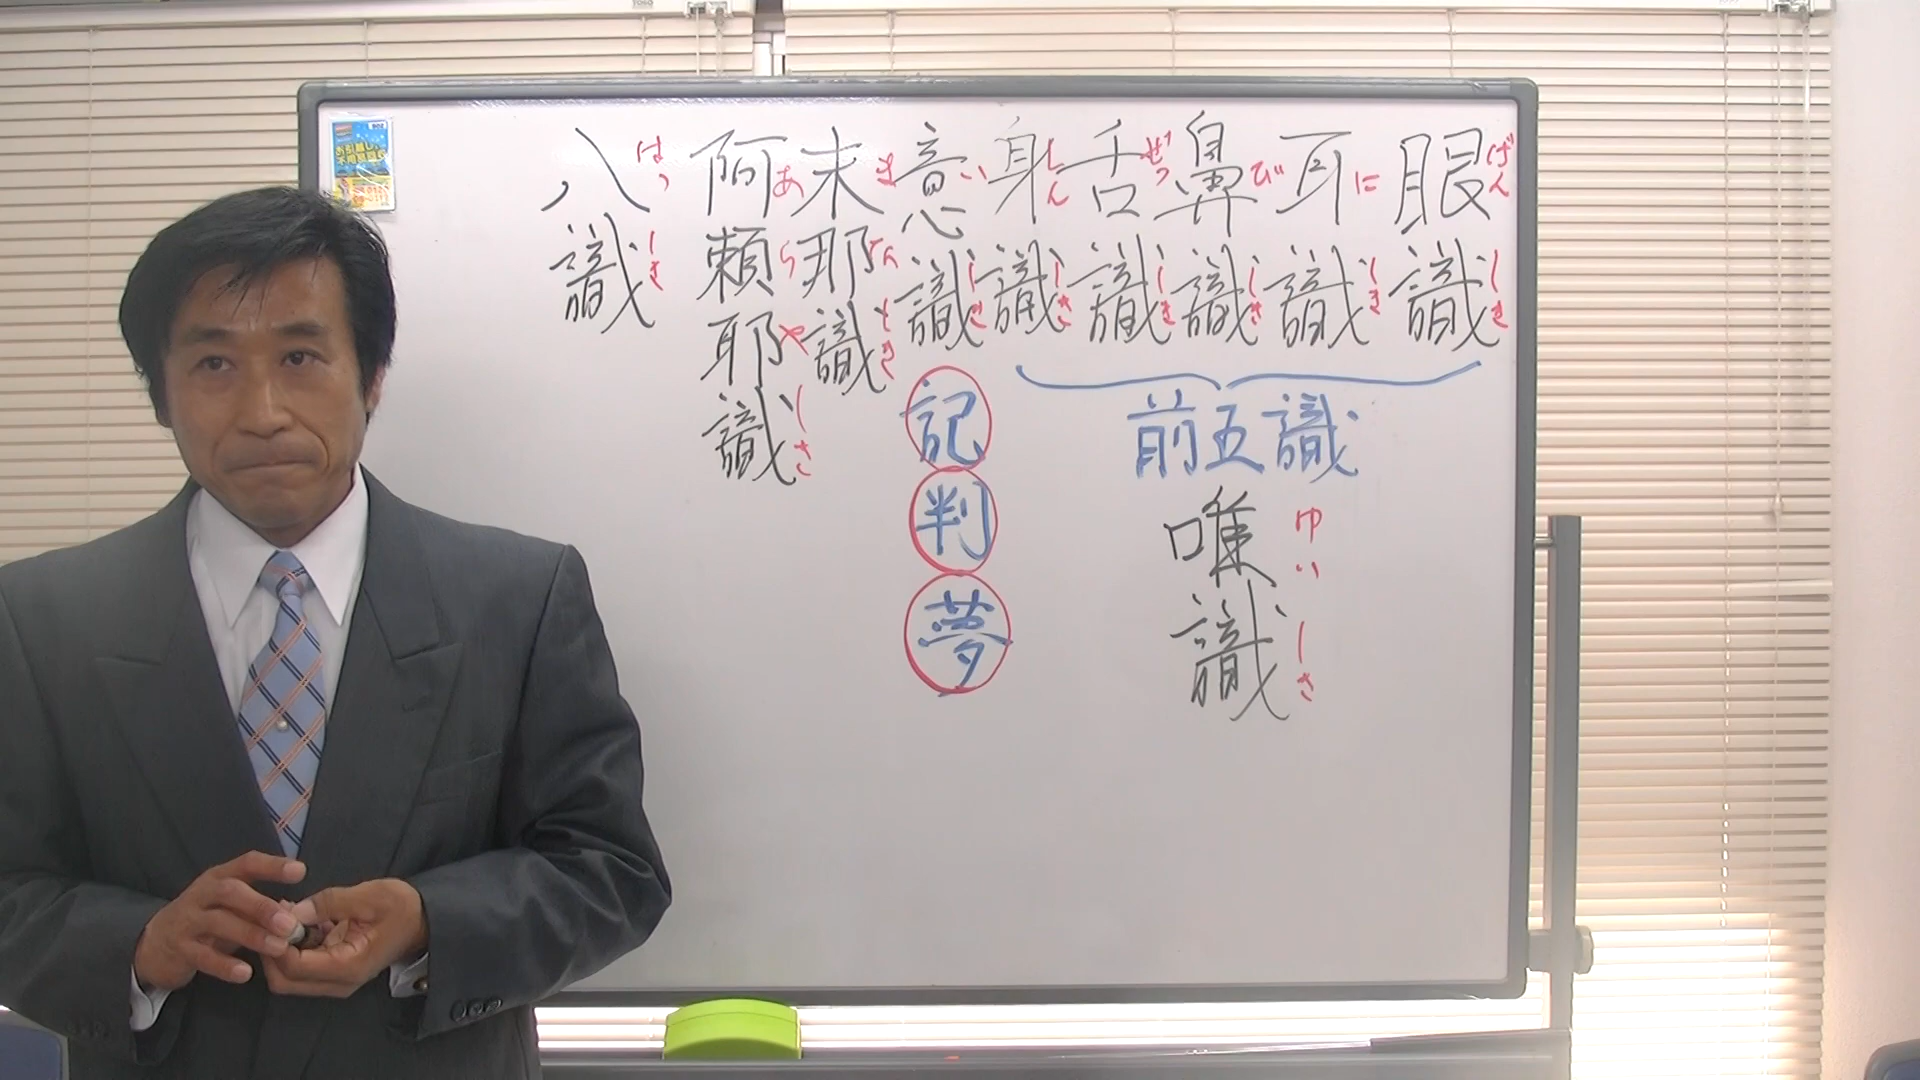 眼識 げんしき
耳識 にしき
鼻識 びしき
舌識 ぜっしき
身識 しんしき
意識 いしき
末那識 まなしき
阿頼耶識 あらやしき
八識 はっしき
前五識
唯識 ゆいしき
記
判
夢